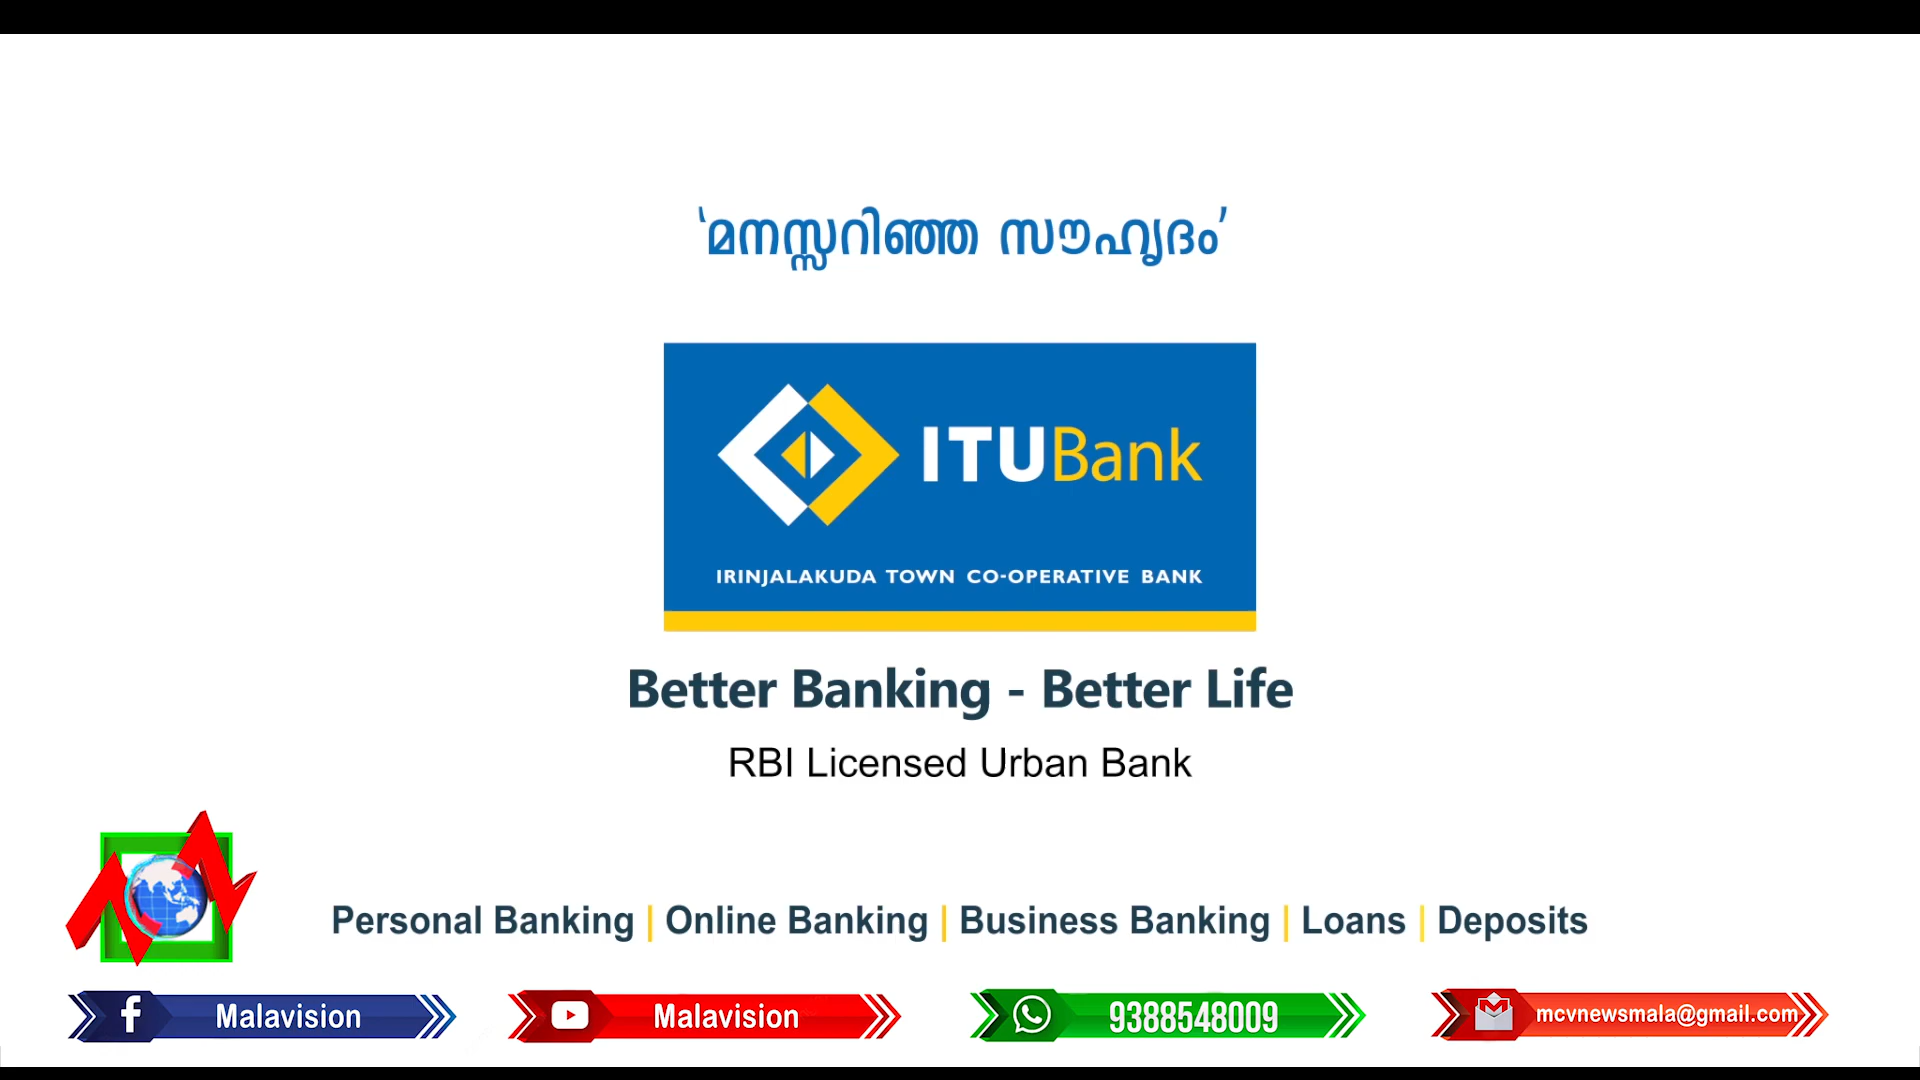 ‘മനസ്സറിഞ്ഞ സൗഹൃദം’
ITUBank
IRINJALAKUDA TOWN CO-OPERATIVE BANK
Better Banking - Better Life
RBI Licensed Urban Bank
Personal Banking | Online Banking | Business Banking | Loans | Deposits
Malavision
Malavision
9388548009
mcvnewsmala@gmail.com